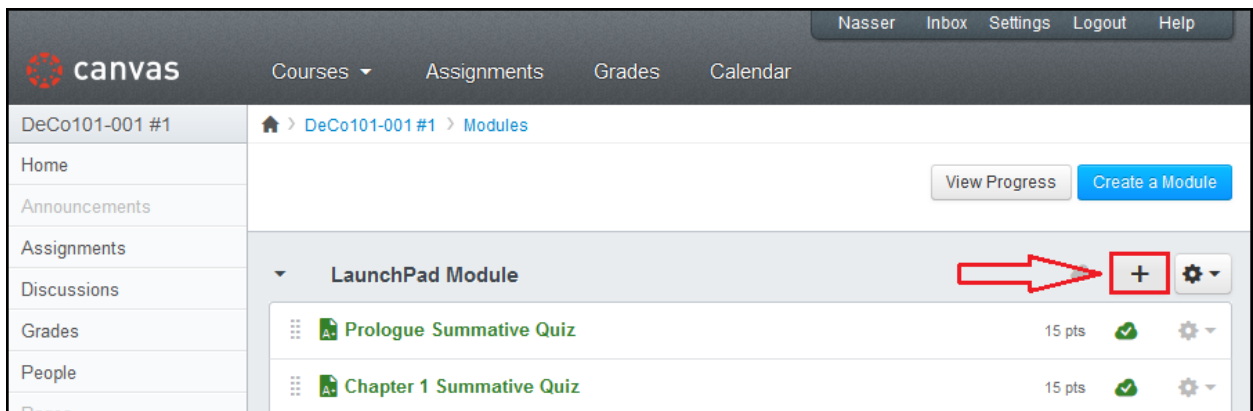 Nasser Inbox Settings Logout Help
canvas Courses Assignments Grades Calendar
DeCo101-001 #1
DeCo101-001 #1 > Modules
Home
Announcements
Assignments
Discussions
Grades
People
View Progress Create a Module
LaunchPad Module +
A+ Prologue Summative Quiz 15 pts
A+ Chapter 1 Summative Quiz 15 pts